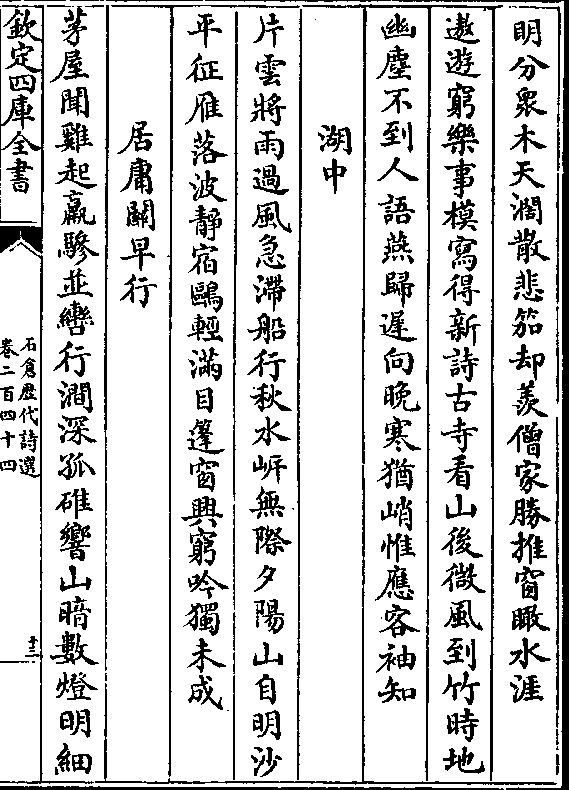 明分衆木天濶散悲笳却羨僧家勝推窗瞰水涯
遨遊窮樂事模寫得新詩古寺看山後微風到竹時地
幽塵不到人語燕歸遲向晚寒猶峭惟應客袖知
湖中
片雲將雨過風急滯船行秋水㟁無際夕陽山自明沙
平征雁落波靜宿鷗輕滿目篷窗興窮吟獨未成
居庸關早行
茅屋聞雞起羸驂並轡行澗深孤碓響山暗數燈明細
欽定四庫全書
石倉歴代詩選
卷二百四十四
十三